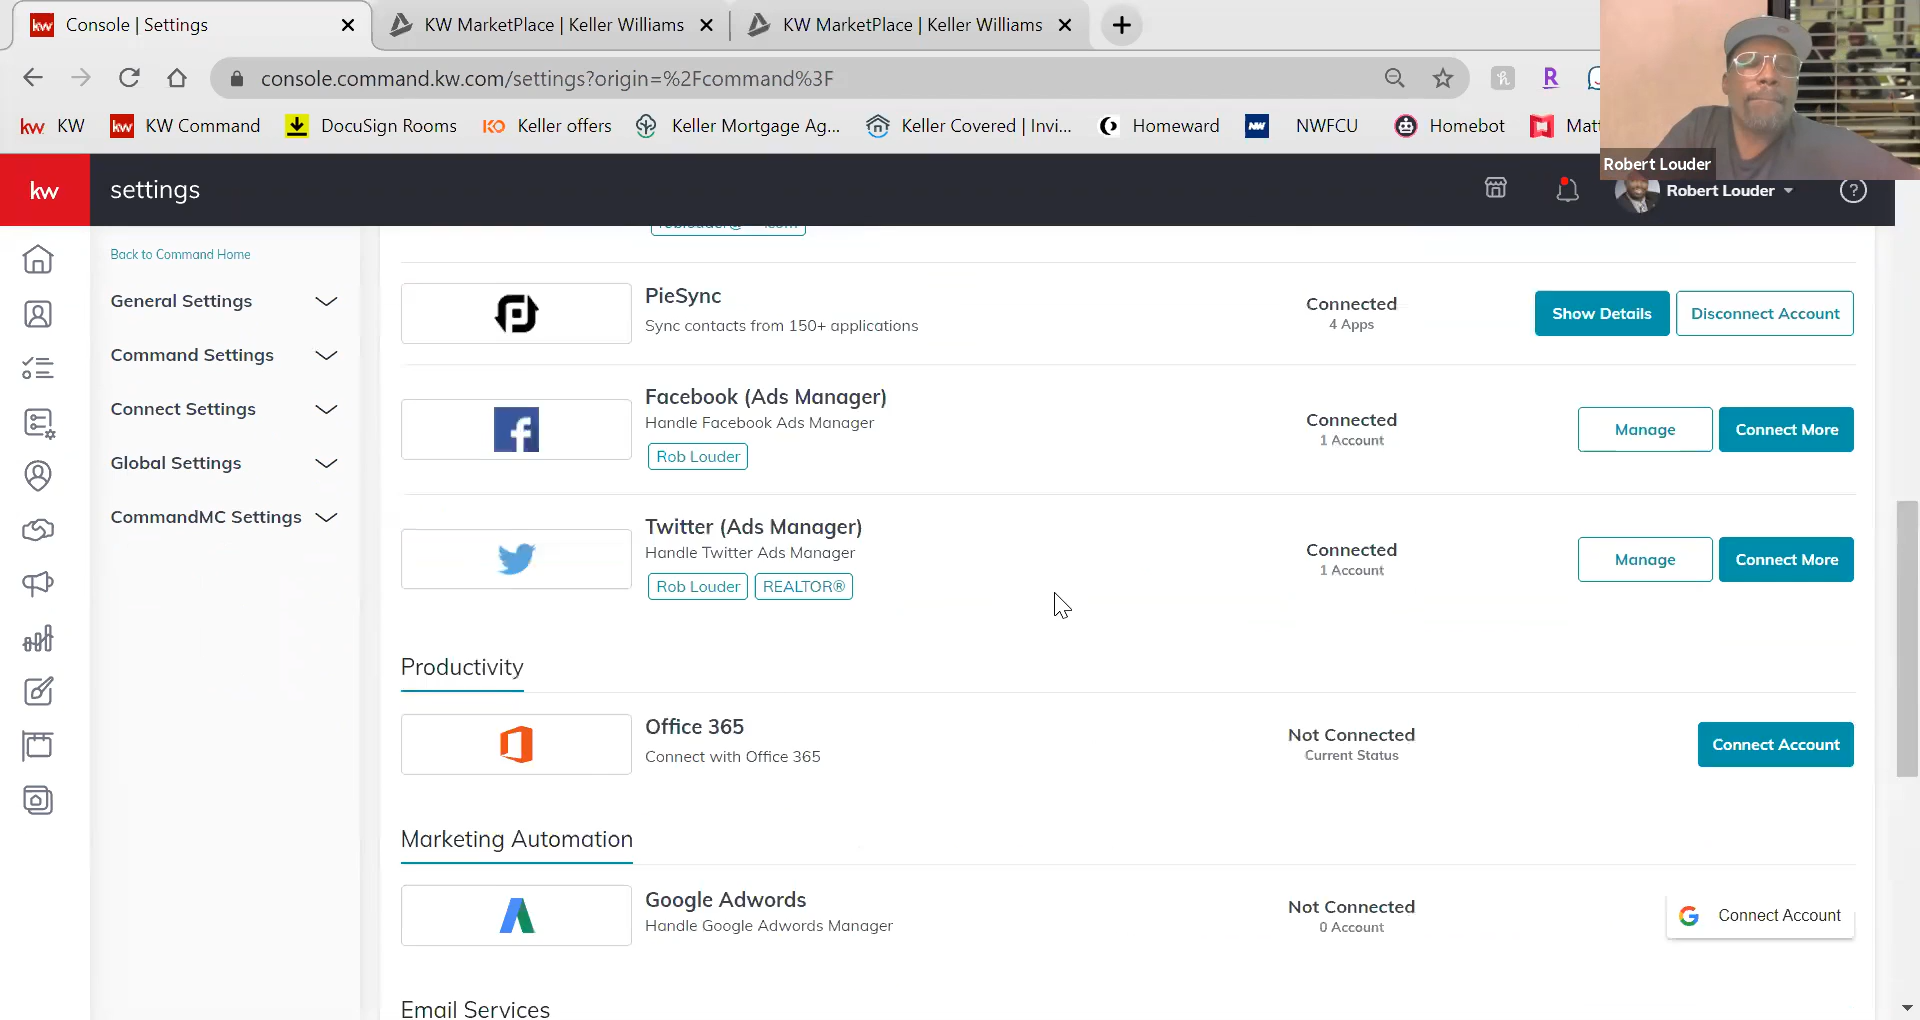 Console | Settings
KW MarketPlace | Keller Williams
KW MarketPlace | Keller Williams
console.command.kw.com/settings?origin=%2Fcommand%3F
kw KW
kw KW Command
DocuSign Rooms
KO Keller offers
Keller Mortgage Ag...
Keller Covered | Invi...
Homeward
NW NWFCU
Homebot
Matt
Robert Louder
kw
settings
Robert Louder
Back to Command Home
General Settings
Command Settings
Connect Settings
Global Settings
CommandMC Settings
PieSync
Sync contacts from 150+ applications
Connected
4 Apps
Show Details
Disconnect Account
Facebook (Ads Manager)
Handle Facebook Ads Manager
Rob Louder
Connected
1 Account
Manage
Connect More
Twitter (Ads Manager)
Handle Twitter Ads Manager
Rob Louder
REALTOR®
Connected
1 Account
Manage
Connect More
Productivity
Office 365
Connect with Office 365
Not Connected
Current Status
Connect Account
Marketing Automation
Google Adwords
Handle Google Adwords Manager
Not Connected
0 Account
Connect Account
Email Services